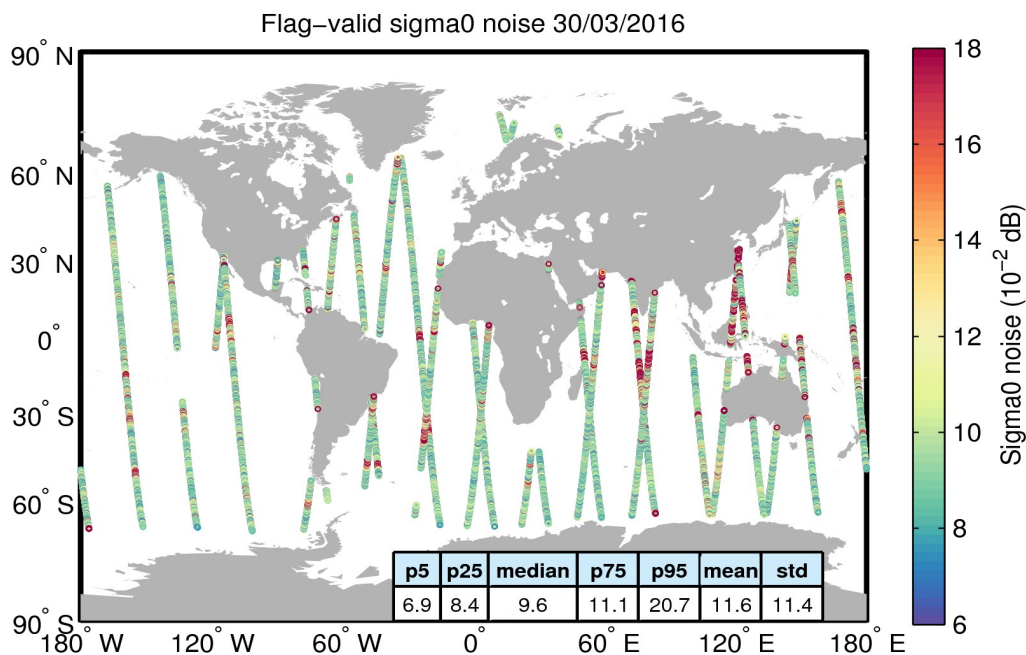 Flag−valid sigma0 noise 30/03/2016
90° N
60° N
30° N
0°
30° S
60° S
90° S
180° W
120° W
60° W
0°
60° E
120° E
180° E
p5 p25 median p75 p95 mean std
6.9 8.4 9.6 11.1 20.7 11.6 11.4
18
16
14
12
10
8
6
Sigma0 noise (10⁻² dB)